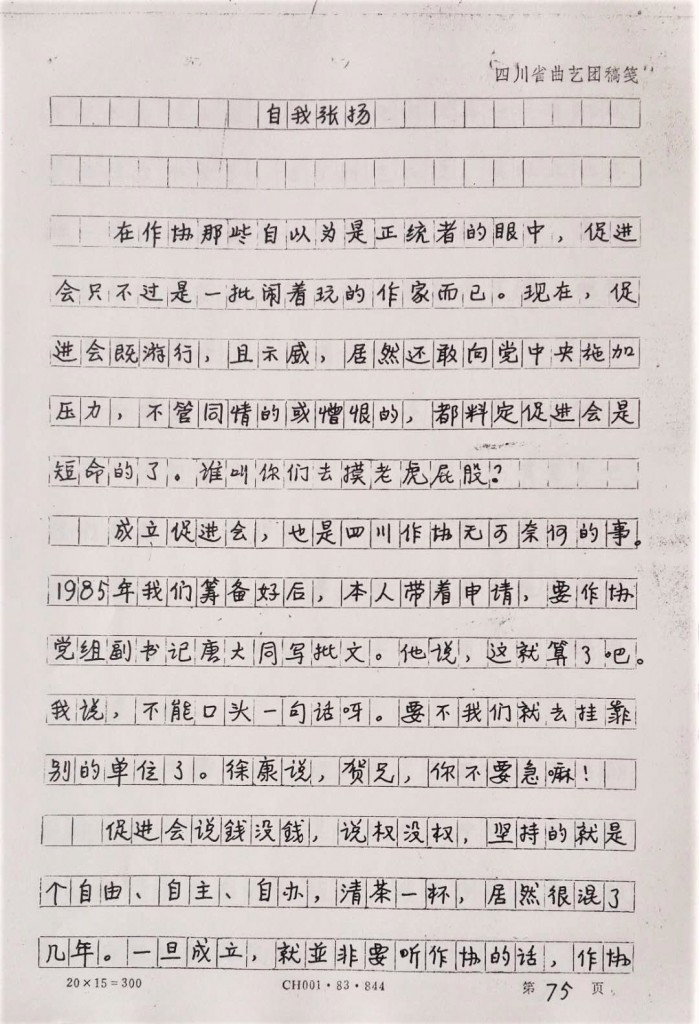 四川省曲艺团稿笺
自我张扬
在作协那些自以为是正统者的眼中，促进
会只不过是一批闹着玩的作家而已。现在，促
进会既游行，且示威，居然还敢向党中央施加
压力，不管同情的或憎恨的，都料定促进会是
短命的了。谁叫你们去摸老虎屁股？
成立促进会，也是四川作协无可奈何的事。
1985年我们筹备好后，本人带着申请，要作协
党组副书记唐大同写批文。他说，这就算了吧。
我说，不能口头一句话呀。要不我们就去挂靠
别的单位了。徐康说，贺兄，你不要急嘛！
促进会说錢没錢，说权没权，坚持的就是
个自由、自主、自办，清茶一杯，居然很混了
几年。一旦成立，就並非要听作协的话，作协
20×15=300 CH001·83·844 第 75 页